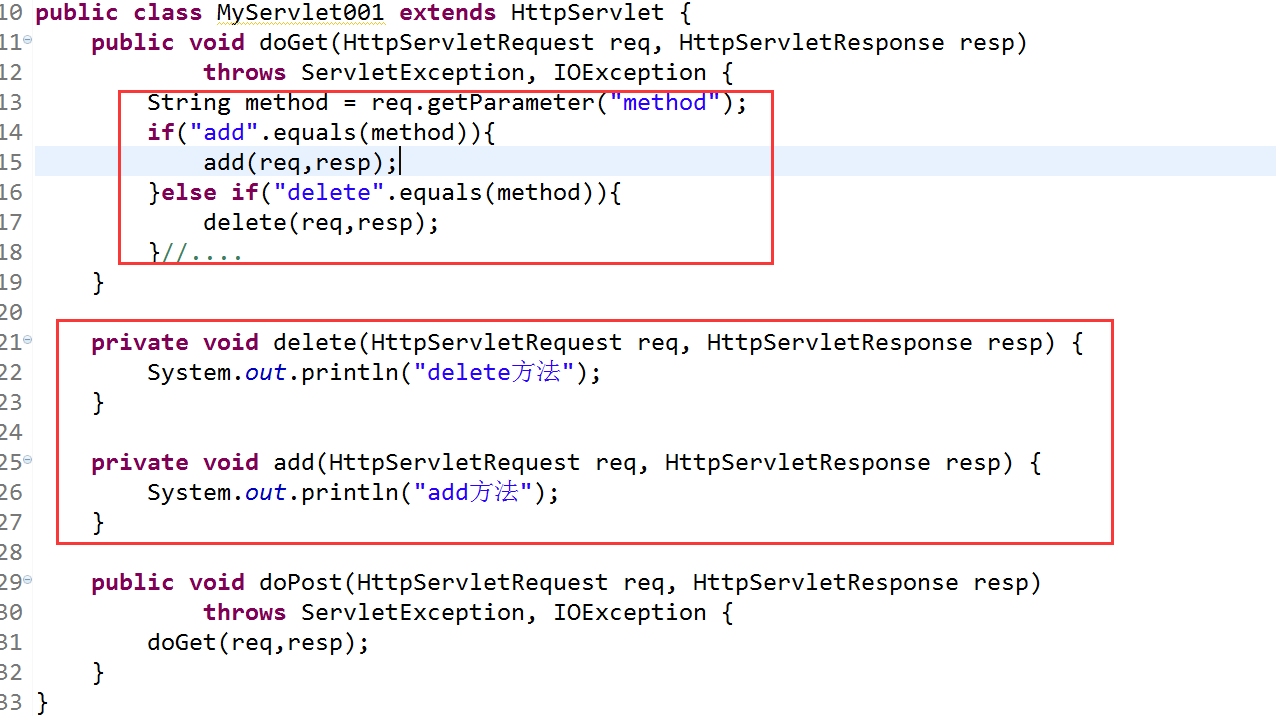 10 public class MyServlet001 extends HttpServlet {
11 public void doGet(HttpServletRequest req, HttpServletResponse resp)
12 throws ServletException, IOException {
13 String method = req.getParameter("method");
14 if("add".equals(method)){
15 add(req,resp);
16 }else if("delete".equals(method)){
17 delete(req,resp);
18 }//....
19 }
20
21 private void delete(HttpServletRequest req, HttpServletResponse resp) {
22 System.out.println("delete方法");
23 }
24
25 private void add(HttpServletRequest req, HttpServletResponse resp) {
26 System.out.println("add方法");
27 }
28
29 public void doPost(HttpServletRequest req, HttpServletResponse resp)
30 throws ServletException, IOException {
31 doGet(req,resp);
32 }
33 }